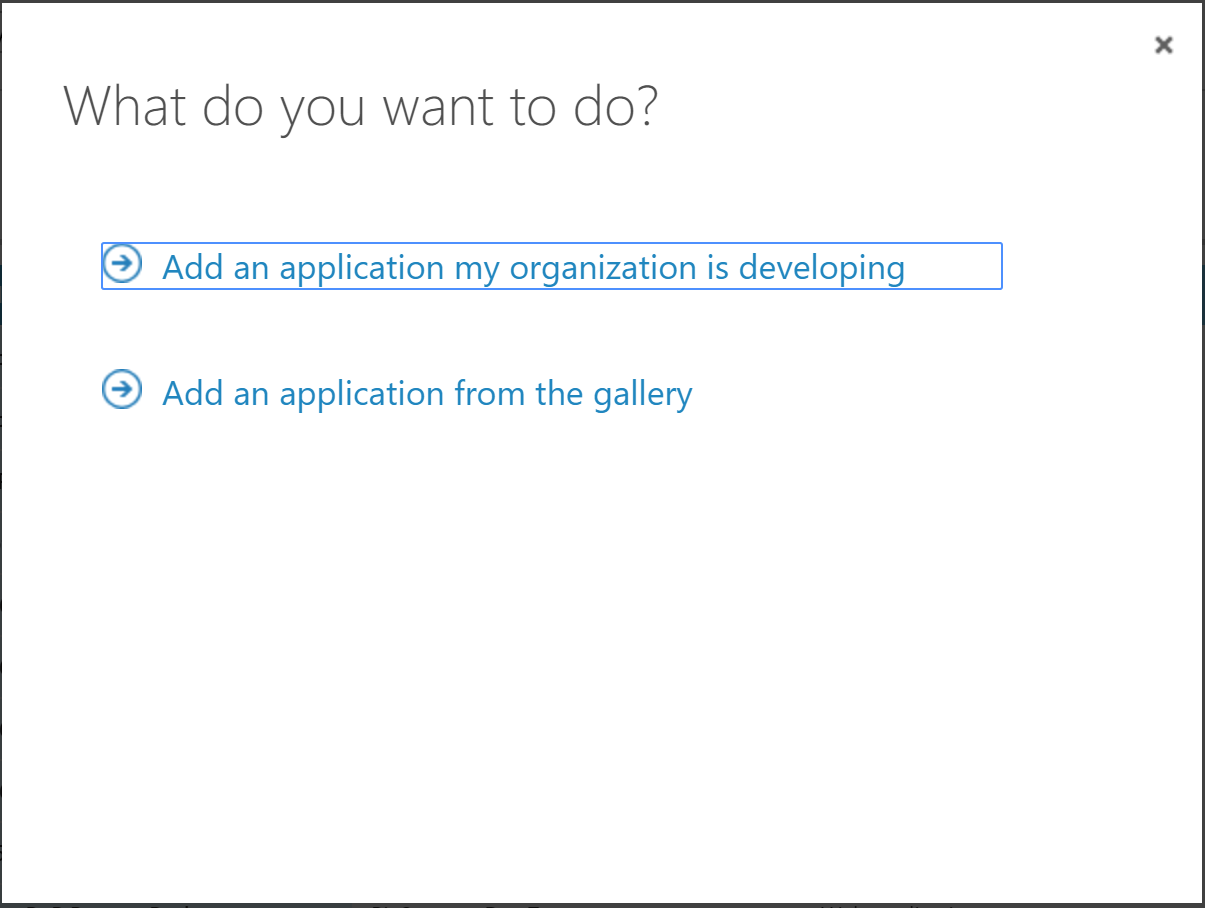 What do you want to do?
Add an application my organization is developing
Add an application from the gallery